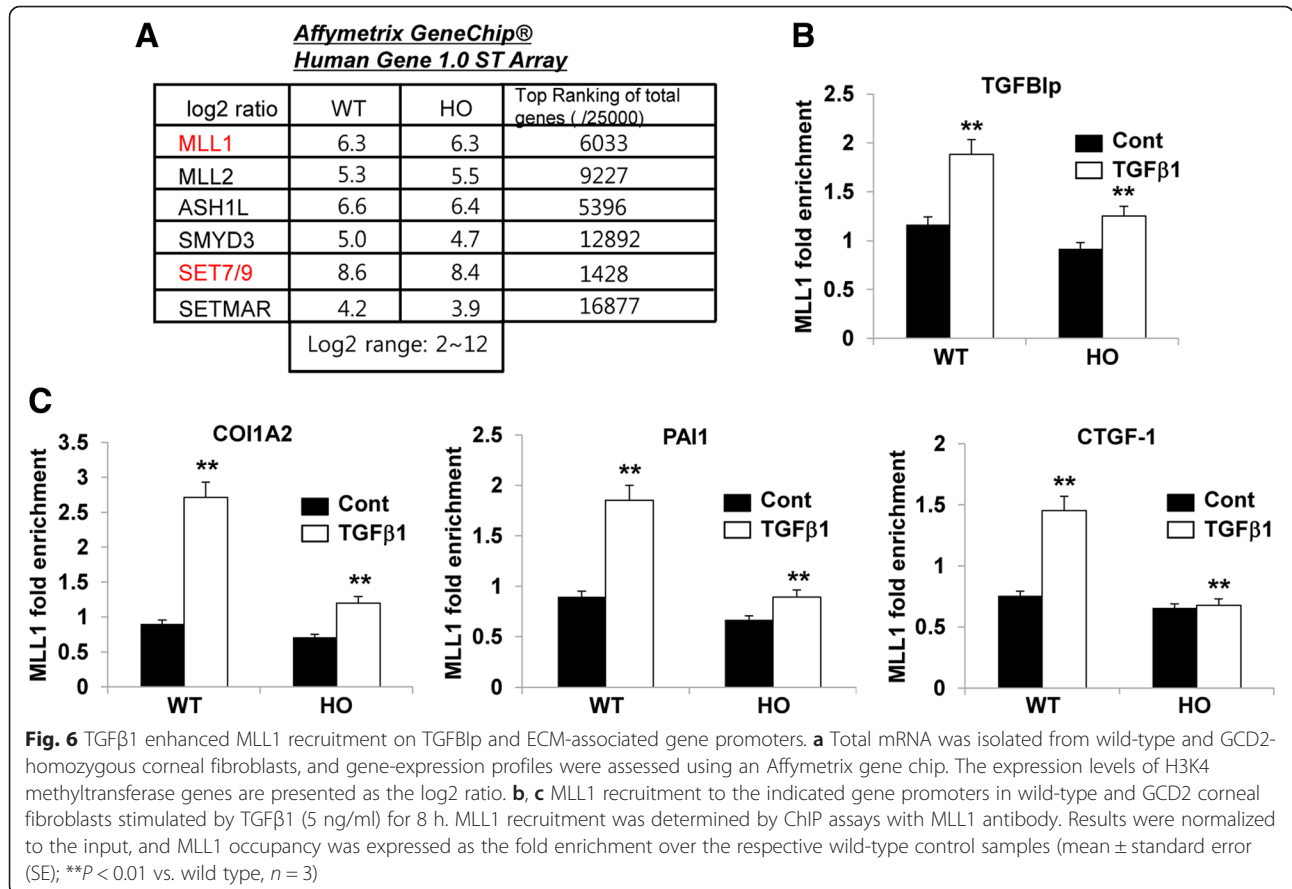 A
Affymetrix GeneChip®
Human Gene 1.0 ST Array
log2 ratio WT HO Top Ranking of total genes ( /25000)
MLL1 6.3 6.3 6033
MLL2 5.3 5.5 9227
ASH1L 6.6 6.4 5396
SMYD3 5.0 4.7 12892
SET7/9 8.6 8.4 1428
SETMAR 4.2 3.9 16877
Log2 range: 2~12
B
TGFBIp
MLL1 fold enrichment
2.5
2
1.5
1
0.5
0
**
**
Cont
TGFβ1
WT HO
C
COI1A2
MLL1 fold enrichment
3.5
3
2.5
2
1.5
1
0.5
0
**
**
Cont
TGFβ1
WT HO
PAI1
MLL1 fold enrichment
2.5
2
1.5
1
0.5
0
**
**
Cont
TGFβ1
WT HO
CTGF-1
MLL1 fold enrichment
2
1.5
1
0.5
0
**
**
Cont
TGFβ1
WT HO
Fig. 6 TGFβ1 enhanced MLL1 recruitment on TGFBIp and ECM-associated gene promoters. a Total mRNA was isolated from wild-type and GCD2-
homozygous corneal fibroblasts, and gene-expression profiles were assessed using an Affymetrix gene chip. The expression levels of H3K4
methyltransferase genes are presented as the log2 ratio. b, c MLL1 recruitment to the indicated gene promoters in wild-type and GCD2 corneal
fibroblasts stimulated by TGFβ1 (5 ng/ml) for 8 h. MLL1 recruitment was determined by ChIP assays with MLL1 antibody. Results were normalized
to the input, and MLL1 occupancy was expressed as the fold enrichment over the respective wild-type control samples (mean ± standard error
(SE); **P < 0.01 vs. wild type, n = 3)